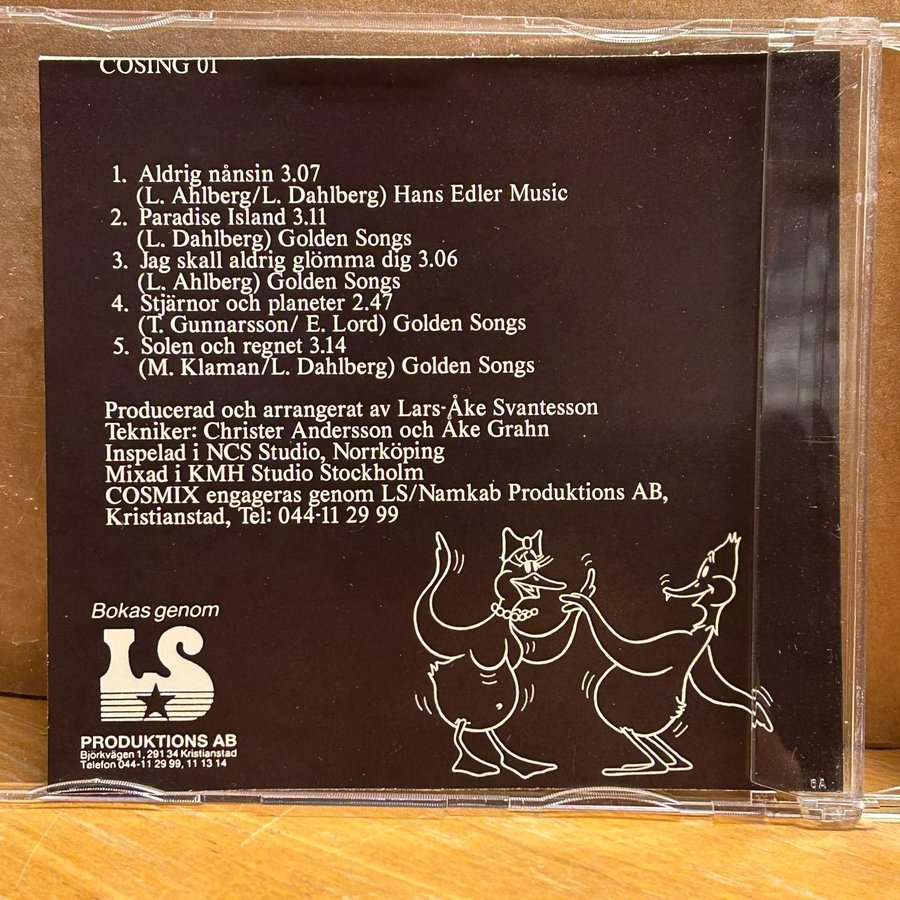 COSING 01
1. Aldrig nånsin 3.07
(L. Ahlberg/L. Dahlberg) Hans Edler Music
2. Paradise Island 3.11
(L. Dahlberg) Golden Songs
3. Jag skall aldrig glömma dig 3.06
(L. Ahlberg) Golden Songs
4. Stjärnor och planeter 2.47
(T. Gunnarsson/ E. Lord) Golden Songs
5. Solen och regnet 3.14
(M. Klaman/L. Dahlberg) Golden Songs
Producerad och arrangerat av Lars-Åke Svantesson
Tekniker: Christer Andersson och Åke Grahn
Inspelad i NCS Studio, Norrköping
Mixad i KMH Studio Stockholm
COSMIX engageras genom LS/Namkab Produktions AB,
Kristianstad, Tel: 044-11 29 99
Bokas genom
LS
PRODUKTIONS AB
Björkvägen 1, 291 34 Kristianstad
Telefon 044-11 29 99, 11 13 14
6A